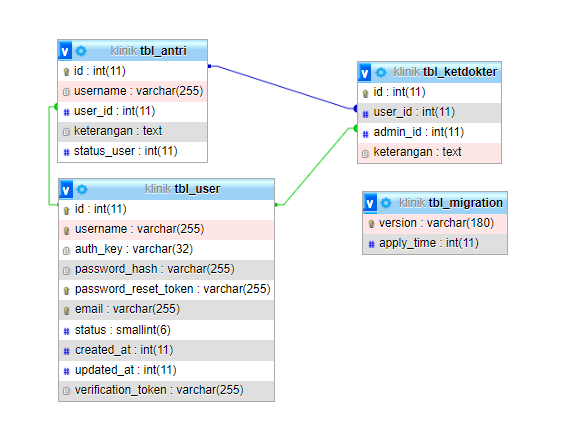 v klinik tbl_antri
id : int(11)
username : varchar(255)
user_id : int(11)
keterangan : text
status_user : int(11)
v klinik tbl_ketdokter
id : int(11)
user_id : int(11)
admin_id : int(11)
keterangan : text
v klinik tbl_user
id : int(11)
username : varchar(255)
auth_key : varchar(32)
password_hash : varchar(255)
password_reset_token : varchar(255)
email : varchar(255)
status : smallint(6)
created_at : int(11)
updated_at : int(11)
verification_token : varchar(255)
v klinik tbl_migration
version : varchar(180)
apply_time : int(11)